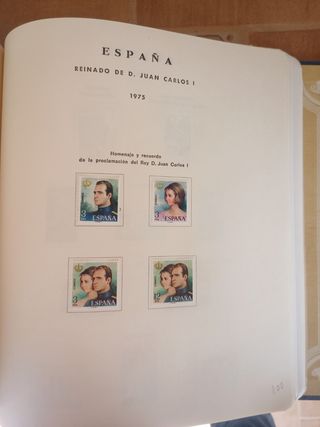 ESPAÑA
REINADO DE D. JUAN CARLOS I
1975
Homenaje y recuerdo
de la proclamación del Rey D. Juan Carlos I
3
ESPAÑA
3
ESPAÑA
3
ESPAÑA
12
ESPAÑA